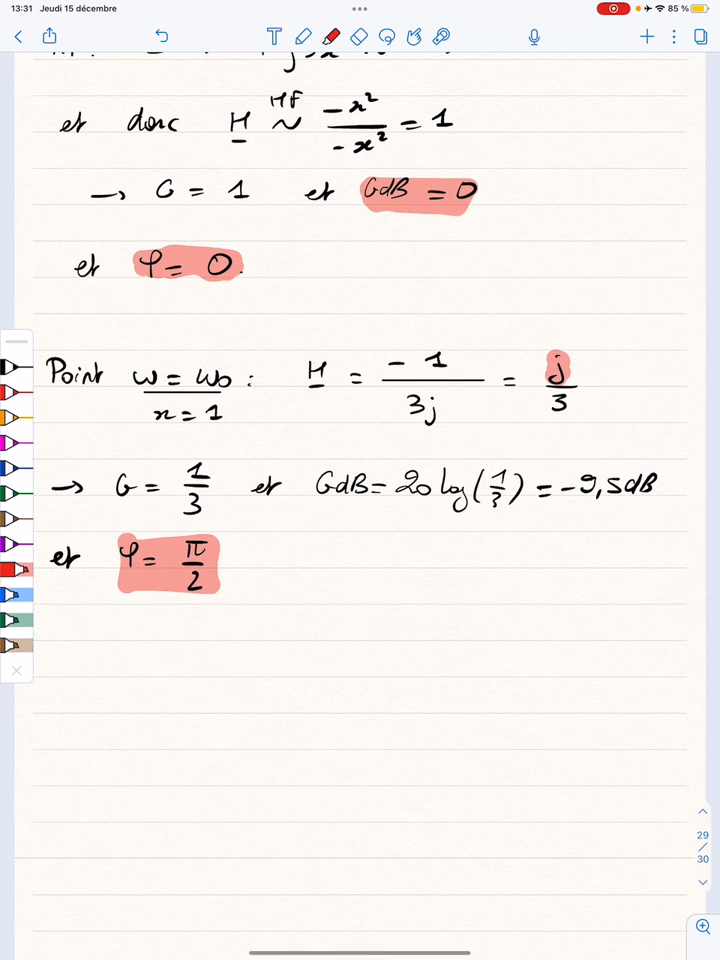 13:31 Jeudi 15 décembre
85 %
et donc H HF ~ -x² / -x² = 1
→ G = 1 et GdB = 0
et φ = 0.
Point ω = ω0 : H = -1 / 3j = j / 3
x = 1
→ G = 1/3 et GdB = 20 log(1/3) = -9,5dB
et φ = π/2
29
/
30